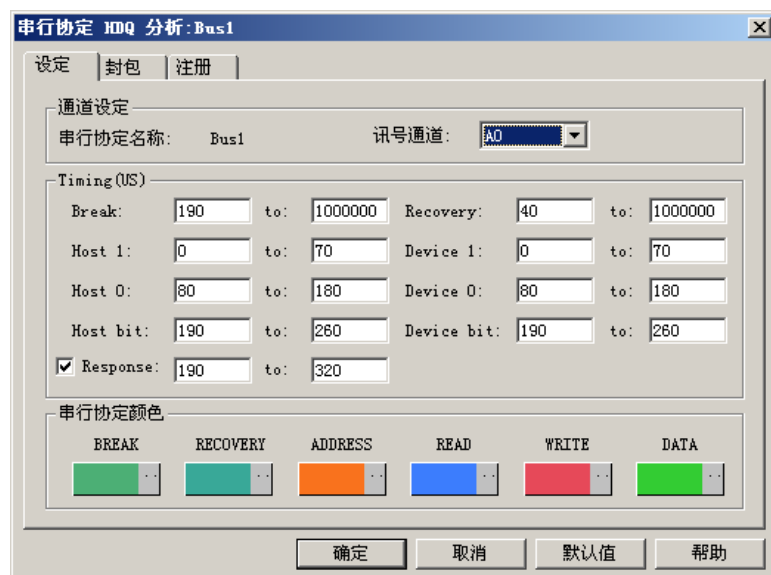 串行协定 HDQ 分析:Bus1
设定 封包 注册
通道设定
串行协定名称: Bus1 讯号通道: A0
Timing(US)
Break: 190 to: 1000000 Recovery: 40 to: 1000000
Host 1: 0 to: 70 Device 1: 0 to: 70
Host 0: 80 to: 180 Device 0: 80 to: 180
Host bit: 190 to: 260 Device bit: 190 to: 260
Response: 190 to: 320
串行协定颜色
BREAK RECOVERY ADDRESS READ WRITE DATA
.. .. .. .. .. ..
确定 取消 默认值 帮助